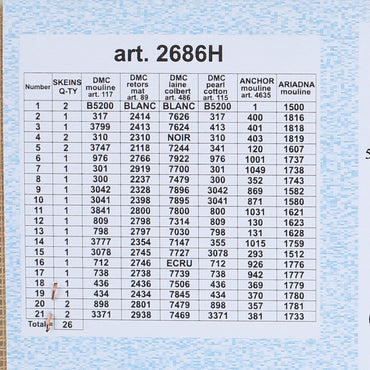 art. 2686H
Number SKEINS Q-TY DMC mouline art. 117 DMC retors mat art. 89 DMC laine colbert art. 486 DMC pearl cotton art. 115 ANCHOR mouline art. 4635 ARIADNA mouline
1 2 B5200 BLANC BLANC B5200 1 1500
2 1 317 2414 7626 317 400 1816
3 1 3799 2413 7624 413 401 1818
4 1 310 2310 NOIR 310 403 1819
5 2 3747 2118 7244 341 120 1607
6 1 976 2766 7922 976 1001 1737
7 1 301 2919 7700 301 1049 1738
8 1 300 2237 7479 300 352 1743
9 1 3042 2328 7896 3042 869 1582
10 1 3041 2398 7895 3041 871 1580
11 1 3841 2800 7800 800 1031 1621
12 1 809 2798 7314 809 130 1623
13 1 798 2797 7030 798 131 1628
14 1 3777 2354 7147 355 1015 1759
15 1 3078 2745 7727 3078 293 1512
16 1 712 2746 ECRU 712 926 1776
17 1 738 2738 7739 738 942 1777
18 1 436 2436 7506 436 369 1779
19 1 434 2434 7845 434 370 1780
20 2 898 2801 7479 898 357 1781
21 2 3371 2938 7469 3371 381 1733
Total 26